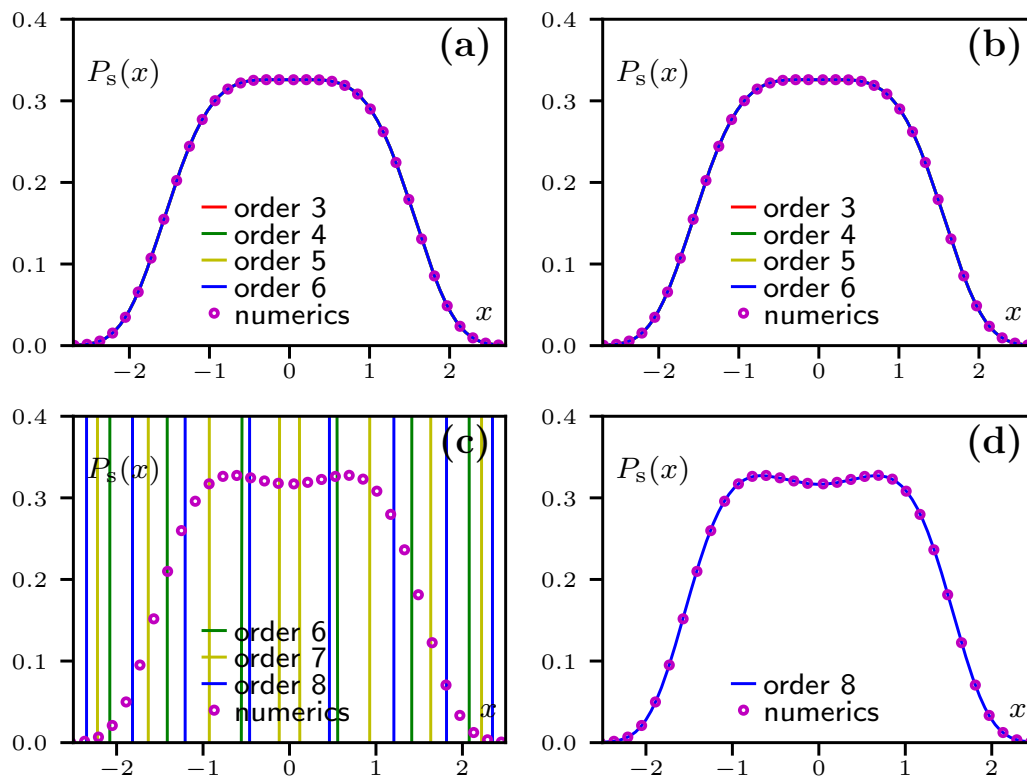 0.4
(a)
P_s(x)
0.3
0.2
order 3
order 4
0.1
order 5
order 6
numerics
x
0.0
−2 −1 0 1 2
0.4
(b)
P_s(x)
0.3
0.2
order 3
order 4
0.1
order 5
order 6
numerics
x
0.0
−2 −1 0 1 2
0.4
(c)
P_s(x)
0.3
0.2
order 6
0.1
order 7
order 8
numerics
x
0.0
−2 −1 0 1 2
0.4
(d)
P_s(x)
0.3
0.2
0.1
order 8
numerics
x
0.0
−2 −1 0 1 2